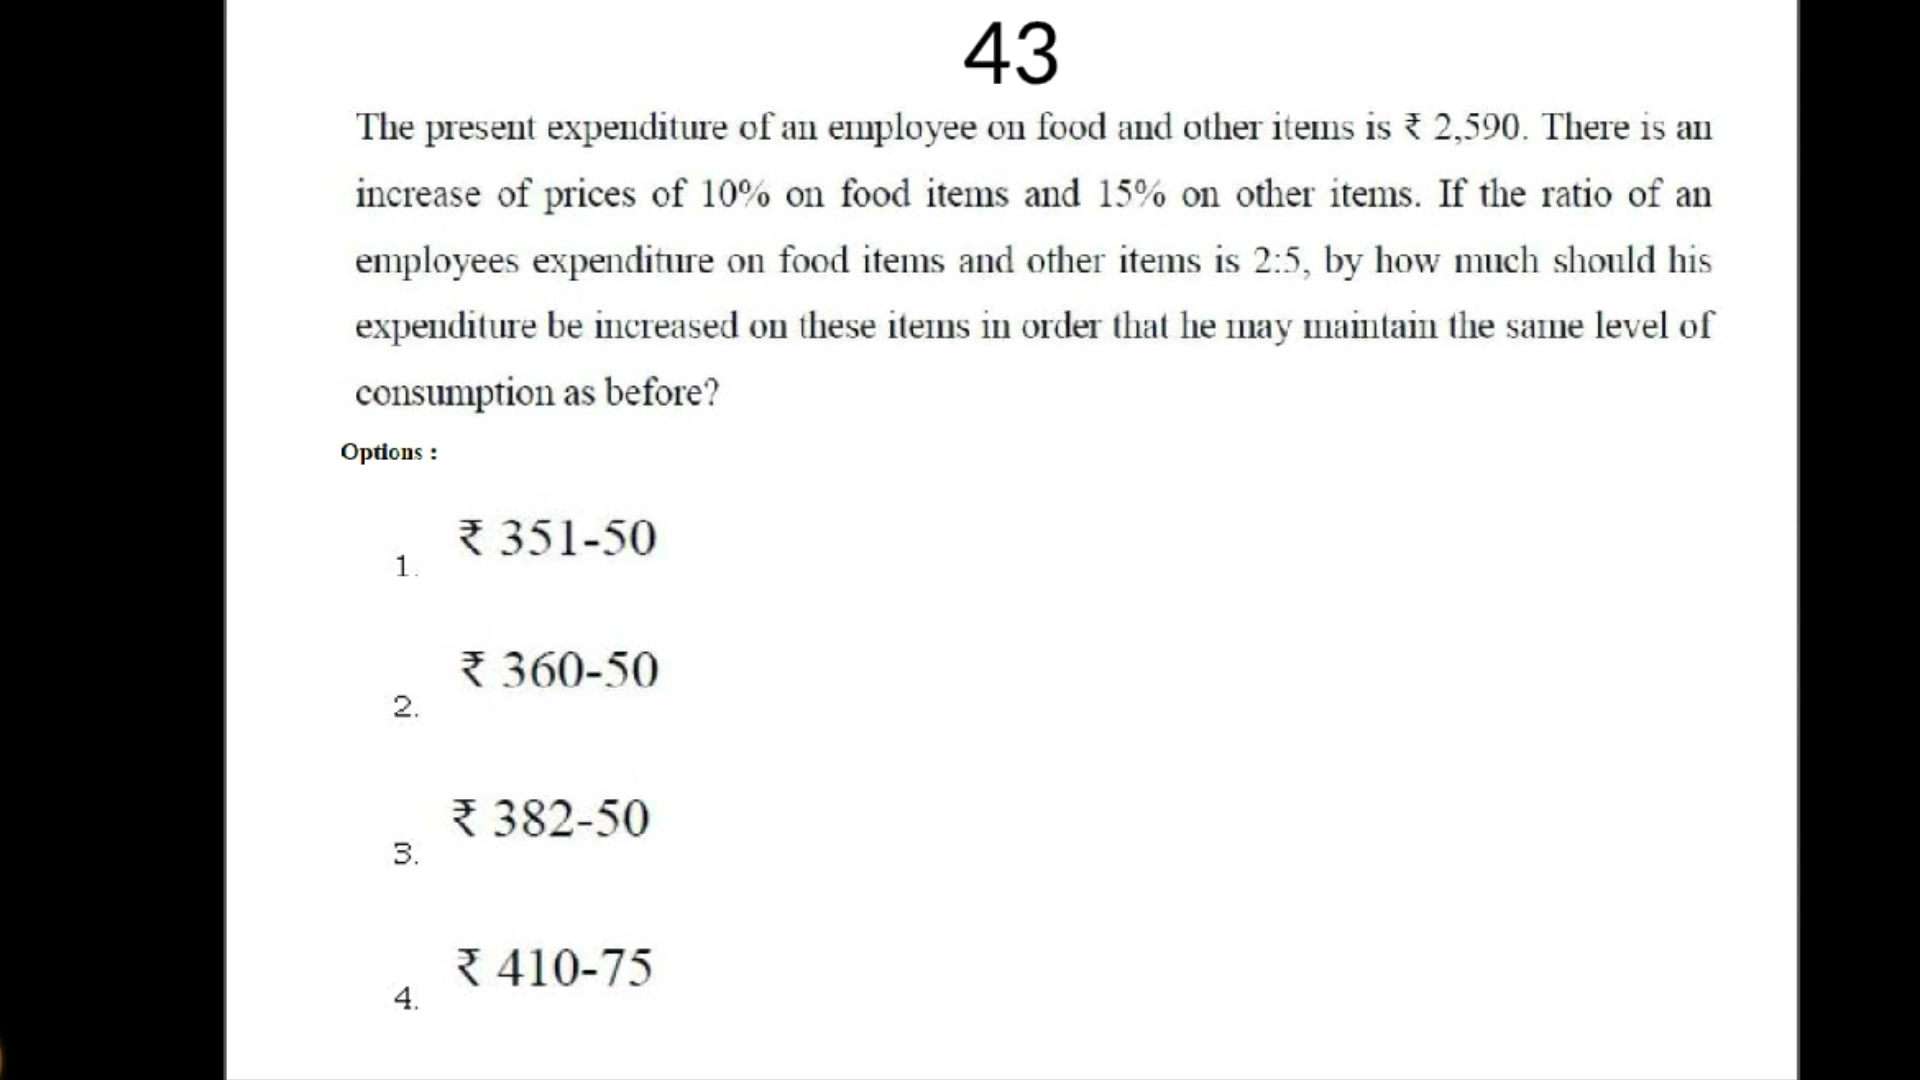 43
The present expenditure of an employee on food and other items is ₹ 2,590. There is an
increase of prices of 10% on food items and 15% on other items. If the ratio of an
employees expenditure on food items and other items is 2:5, by how much should his
expenditure be increased on these items in order that he may maintain the same level of
consumption as before?
Options :
1. ₹ 351-50
2. ₹ 360-50
3. ₹ 382-50
4. ₹ 410-75